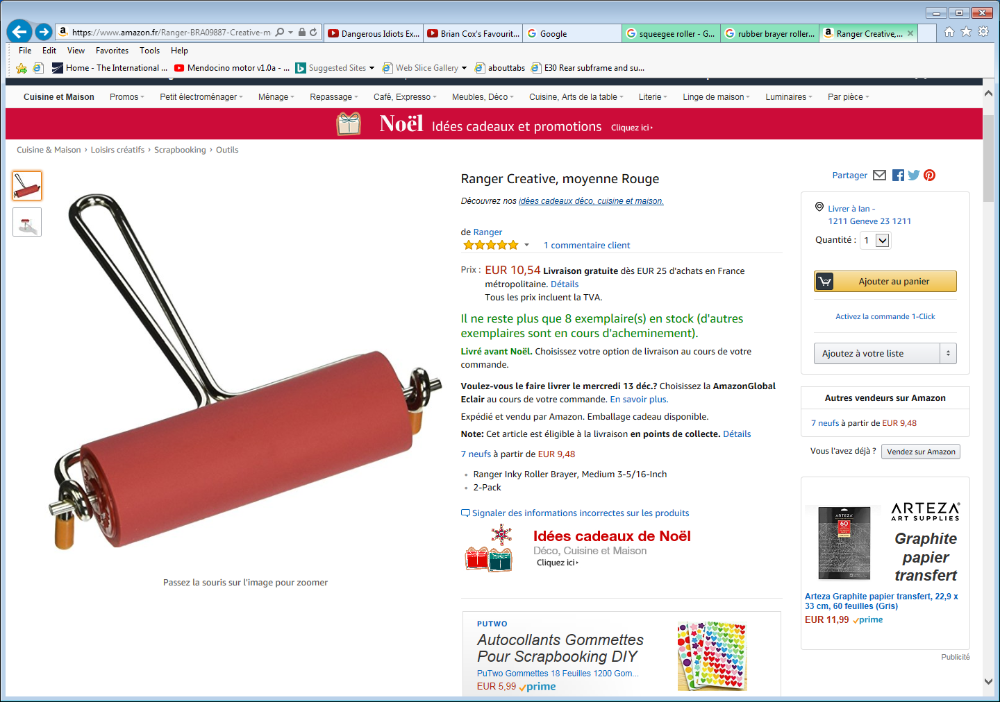 https://www.amazon.fr/Ranger-BRA09887-Creative-m
Dangerous Idiots Ex...
Brian Cox's Favourit...
Google
squeegee roller - G...
rubber brayer roller...
Ranger Creative,...
File Edit View Favorites Tools Help
Home - The International ...
Mendocino motor v1.0a - ...
Suggested Sites
Web Slice Gallery
abouttabs
E30 Rear subframe and su...
Cuisine et Maison Promos Petit électroménager Ménage Repassage Café, Expresso Meubles, Déco Cuisine, Arts de la table Literie Linge de maison Luminaires Par pièce
Noël Idées cadeaux et promotions Cliquez ici
Cuisine & Maison › Loisirs créatifs › Scrapbooking › Outils
Passez la souris sur l'image pour zoomer
Ranger Creative, moyenne Rouge
Découvrez nos idées cadeaux déco, cuisine et maison.
de Ranger
1 commentaire client
Prix : EUR 10,54 Livraison gratuite dès EUR 25 d'achats en France
métropolitaine. Détails
Tous les prix incluent la TVA.
Il ne reste plus que 8 exemplaire(s) en stock (d'autres
exemplaires sont en cours d'acheminement).
Livré avant Noël. Choisissez votre option de livraison au cours de votre
commande.
Voulez-vous le faire livrer le mercredi 13 déc.? Choisissez la AmazonGlobal
Eclair au cours de votre commande. En savoir plus.
Expédié et vendu par Amazon. Emballage cadeau disponible.
Note: Cet article est éligible à la livraison en points de collecte. Détails
7 neufs à partir de EUR 9,48
Ranger Inky Roller Brayer, Medium 3-5/16-Inch
2-Pack
Signaler des informations incorrectes sur les produits
Idées cadeaux de Noël
Déco, Cuisine et Maison
Cliquez ici
PUTWO
Autocollants Gommettes
Pour Scrapbooking DIY
PuTwo Gommettes 18 Feuilles 1200 Gom...
EUR 5,99 prime
Partager
Livrer à Ian -
1211 Geneve 23 1211
Quantité : 1
Ajouter au panier
Activez la commande 1-Click
Ajoutez à votre liste
Autres vendeurs sur Amazon
7 neufs à partir de EUR 9,48
Vous l'avez déjà ? Vendez sur Amazon
ARTEZA
60
ARTEZA
ART SUPPLIES
Graphite
papier
transfert
Arteza Graphite papier transfert, 22,9 x
33 cm, 60 feuilles (Gris)
EUR 11,99 prime
Publicité